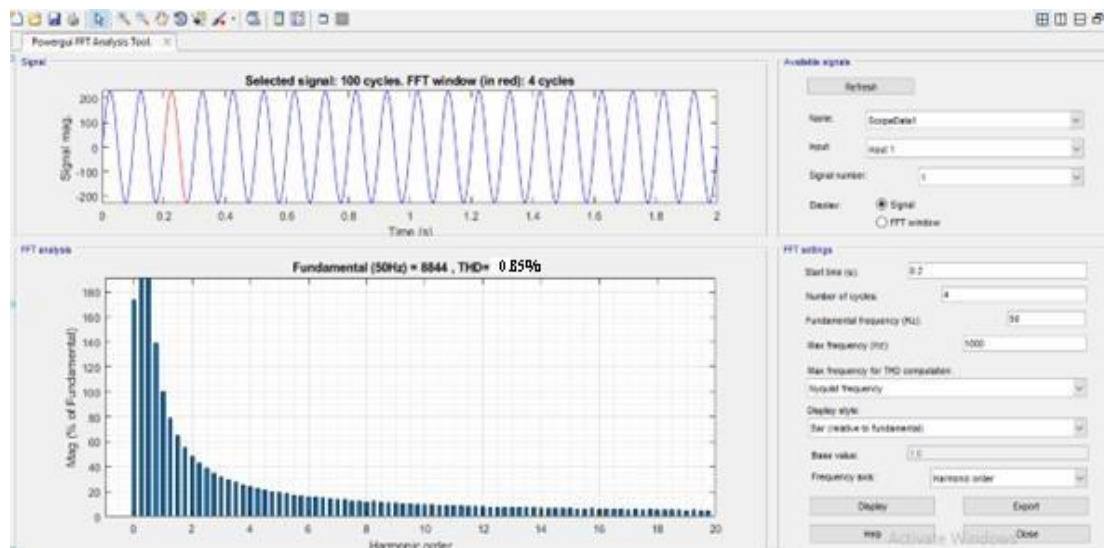 Powergui FFT Analysis Tool
Signal
Selected signal: 100 cycles. FFT window (in red): 4 cycles
200
100
0
-100
-200
Signal mag.
0 0.2 0.4 0.6 0.8 1 1.2 1.4 1.6 1.8 2
Time (s)
FFT analysis
Fundamental (50Hz) = 8844 , THD= 0.85%
180
160
140
120
100
80
60
40
20
0
Mag (% of Fundamental)
0 2 4 6 8 10 12 14 16 18 20
Harmonic order
Available signals
Refresh
Name: ScopeData1
Input: Input 1
Signal number: 1
Display: Signal
FFT window
FFT settings
Start time (s): 0.2
Number of cycles: 4
Fundamental frequency (Hz): 50
Max frequency (Hz): 1000
Max frequency for THD computation:
Nyquist frequency
Display style:
Bar (relative to fundamental)
Base value: 1.0
Frequency axis: Harmonic order
Display Export
Help Close
Activate Windows